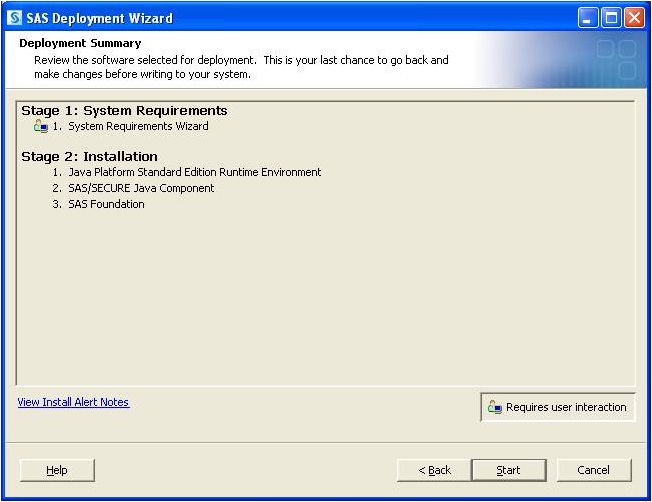 SAS Deployment Wizard
Deployment Summary
Review the software selected for deployment. This is your last chance to go back and
make changes before writing to your system.
Stage 1: System Requirements
1. System Requirements Wizard
Stage 2: Installation
1. Java Platform Standard Edition Runtime Environment
2. SAS/SECURE Java Component
3. SAS Foundation
View Install Alert Notes
Requires user interaction
Help
< Back
Start
Cancel